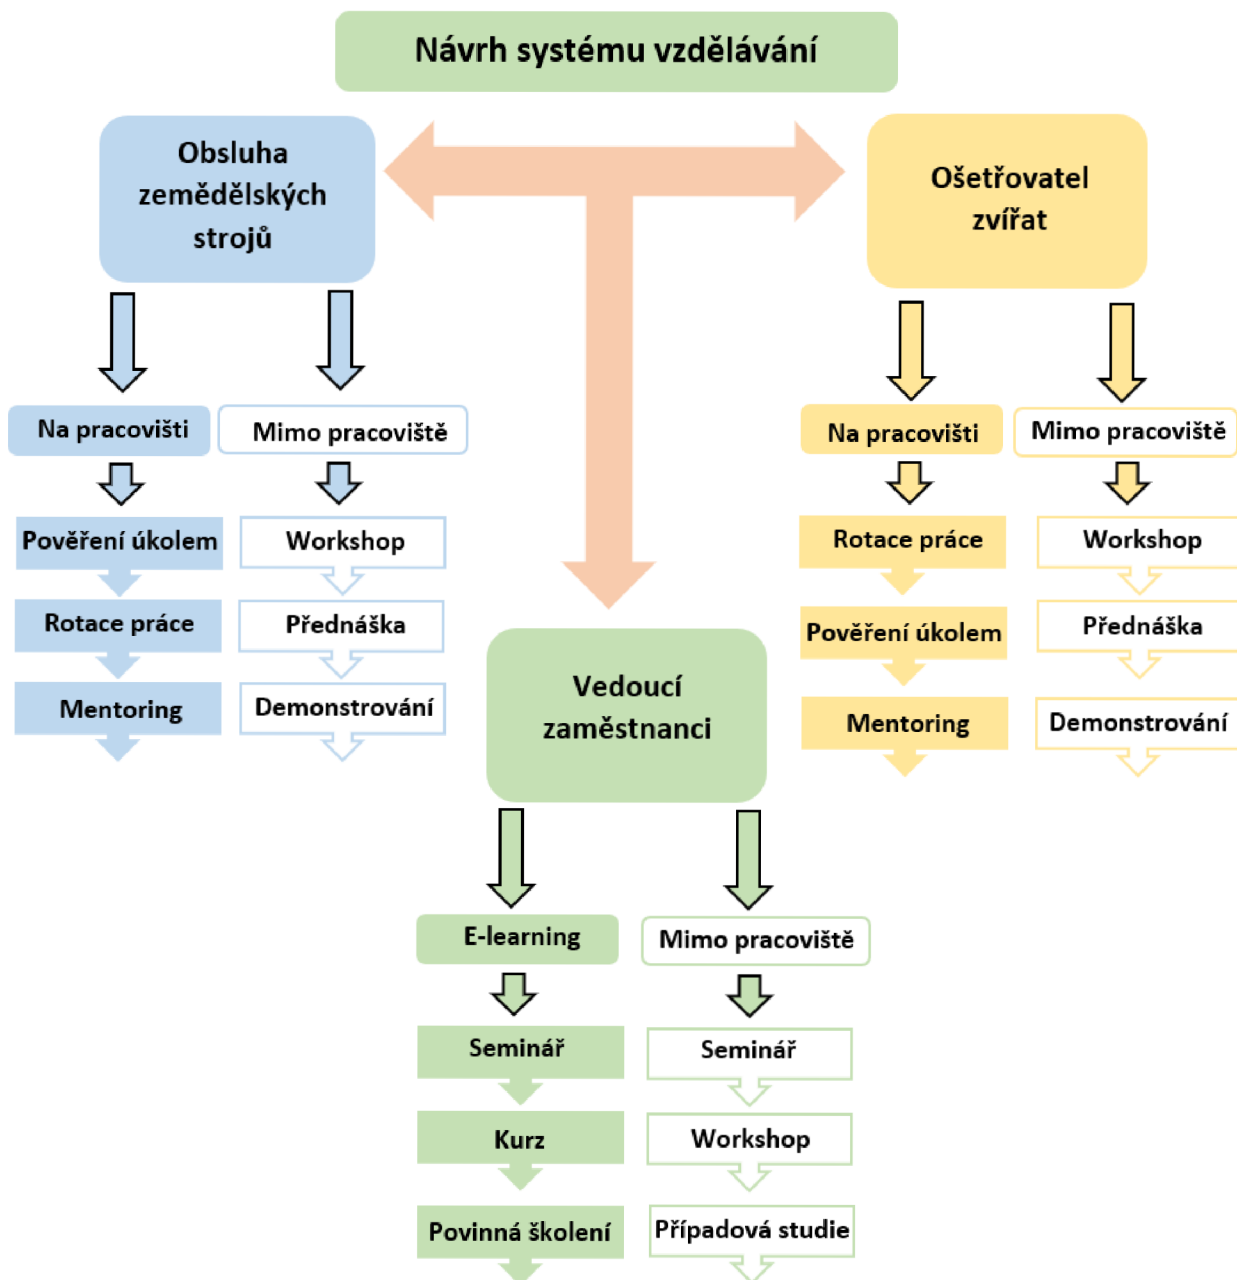 Návrh systému vzdělávání
Obsluha
zemědělských
strojů
Ošetřovatel
zvířat
Na pracovišti
Mimo pracoviště
Na pracovišti
Mimo pracoviště
Pověření úkolem
Workshop
Rotace práce
Workshop
Rotace práce
Přednáška
Pověření úkolem
Přednáška
Mentoring
Demonstrování
Mentoring
Demonstrování
Vedoucí
zaměstnanci
E-learning
Mimo pracoviště
Seminář
Seminář
Kurz
Workshop
Povinná školení
Případová studie